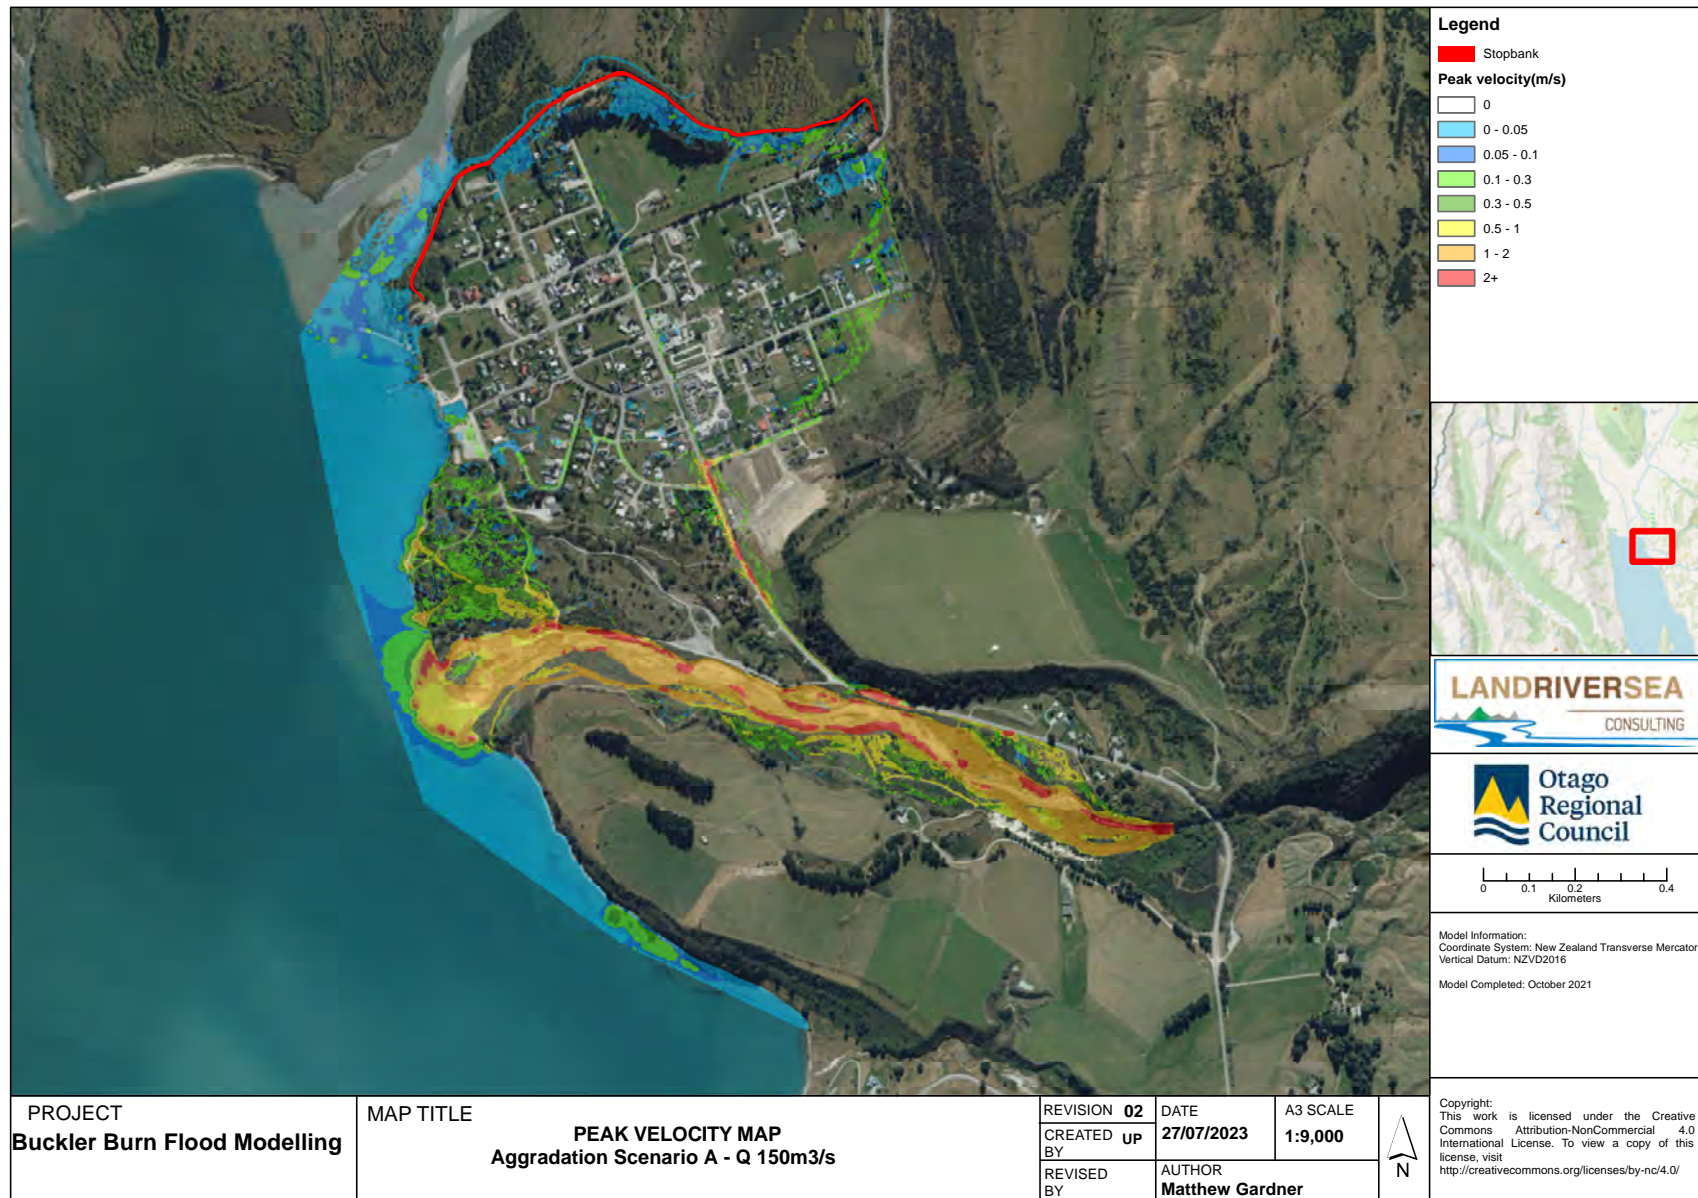 Legend
Stopbank
Peak velocity(m/s)
0
0 - 0.05
0.05 - 0.1
0.1 - 0.3
0.3 - 0.5
0.5 - 1
1 - 2
2+
LANDRIVERSEA
CONSULTING
Otago
Regional
Council
0 0.1 0.2 0.4
Kilometers
Model Information:
Coordinate System: New Zealand Transverse Mercator
Vertical Datum: NZVD2016
Model Completed: October 2021
Copyright:
This work is licensed under the Creative
Commons Attribution-NonCommercial 4.0
International License. To view a copy of this
license, visit
http://creativecommons.org/licenses/by-nc/4.0/
PROJECT
Buckler Burn Flood Modelling
MAP TITLE
PEAK VELOCITY MAP
Aggradation Scenario A - Q 150m3/s
REVISION 02
CREATED UP
BY
REVISED
BY
DATE
27/07/2023
A3 SCALE
1:9,000
AUTHOR
Matthew Gardner
N